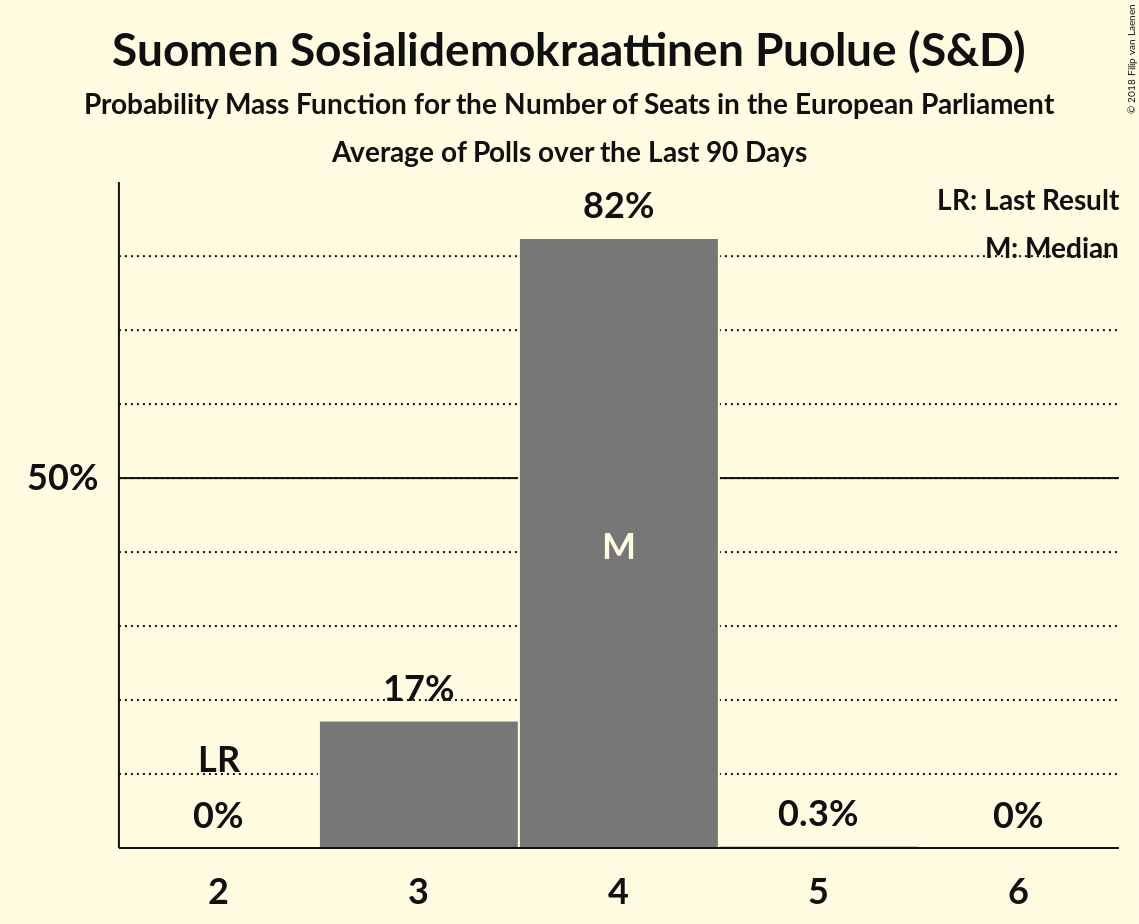 Suomen Sosialidemokraattinen Puolue (S&D)
Probability Mass Function for the Number of Seats in the European Parliament
Average of Polls over the Last 90 Days
© 2018 Filip van Laenen
LR: Last Result
M: Median
82%
50%
M
17%
LR
0%
0.3%
0%
2 3 4 5 6